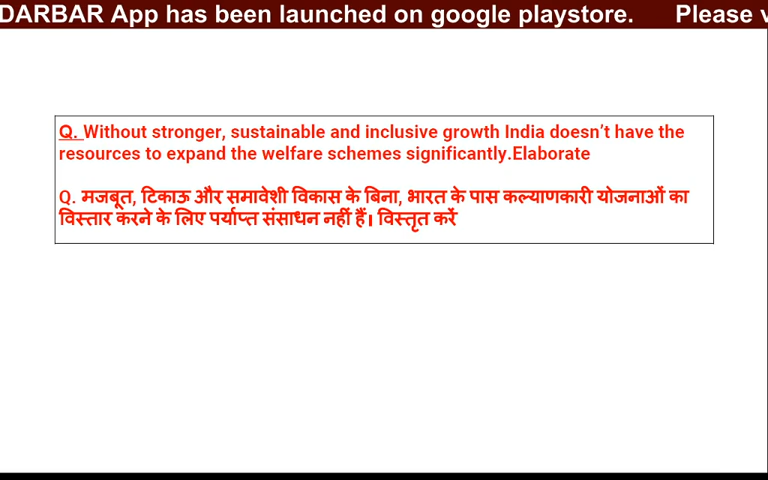 DARBAR App has been launched on google playstore. Please v
Q. Without stronger, sustainable and inclusive growth India doesn't have the
resources to expand the welfare schemes significantly.Elaborate
Q. मजबूत, टिकाऊ और समावेशी विकास के बिना, भारत के पास कल्याणकारी योजनाओं का
विस्तार करने के लिए पर्याप्त संसाधन नहीं हैं। विस्तृत करें